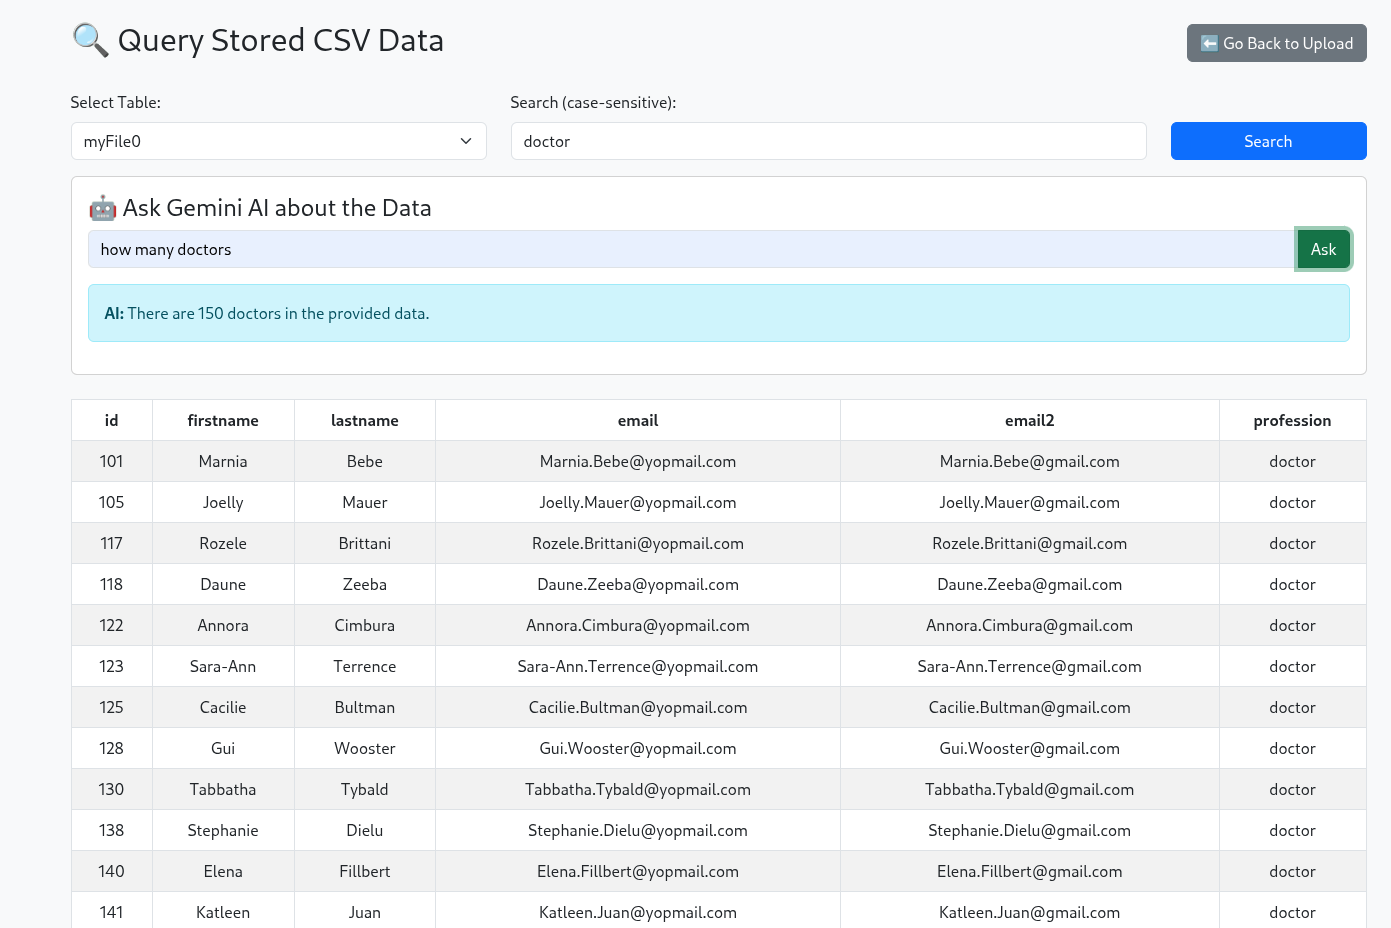 🔍 Query Stored CSV Data
⬅️ Go Back to Upload
Select Table:
Search (case-sensitive):
myFile0
doctor
Search
🤖 Ask Gemini AI about the Data
how many doctors
Ask
AI: There are 150 doctors in the provided data.
id firstname lastname email email2 profession
101 Marnia Bebe Marnia.Bebe@yopmail.com Marnia.Bebe@gmail.com doctor
105 Joelly Mauer Joelly.Mauer@yopmail.com Joelly.Mauer@gmail.com doctor
117 Rozele Brittani Rozele.Brittani@yopmail.com Rozele.Brittani@gmail.com doctor
118 Daune Zeeba Daune.Zeeba@yopmail.com Daune.Zeeba@gmail.com doctor
122 Annora Cimbura Annora.Cimbura@yopmail.com Annora.Cimbura@gmail.com doctor
123 Sara-Ann Terrence Sara-Ann.Terrence@yopmail.com Sara-Ann.Terrence@gmail.com doctor
125 Cacilie Bultman Cacilie.Bultman@yopmail.com Cacilie.Bultman@gmail.com doctor
128 Gui Wooster Gui.Wooster@yopmail.com Gui.Wooster@gmail.com doctor
130 Tabbatha Tybald Tabbatha.Tybald@yopmail.com Tabbatha.Tybald@gmail.com doctor
138 Stephanie Dielu Stephanie.Dielu@yopmail.com Stephanie.Dielu@gmail.com doctor
140 Elena Fillbert Elena.Fillbert@yopmail.com Elena.Fillbert@gmail.com doctor
141 Katleen Juan Katleen.Juan@yopmail.com Katleen.Juan@gmail.com doctor